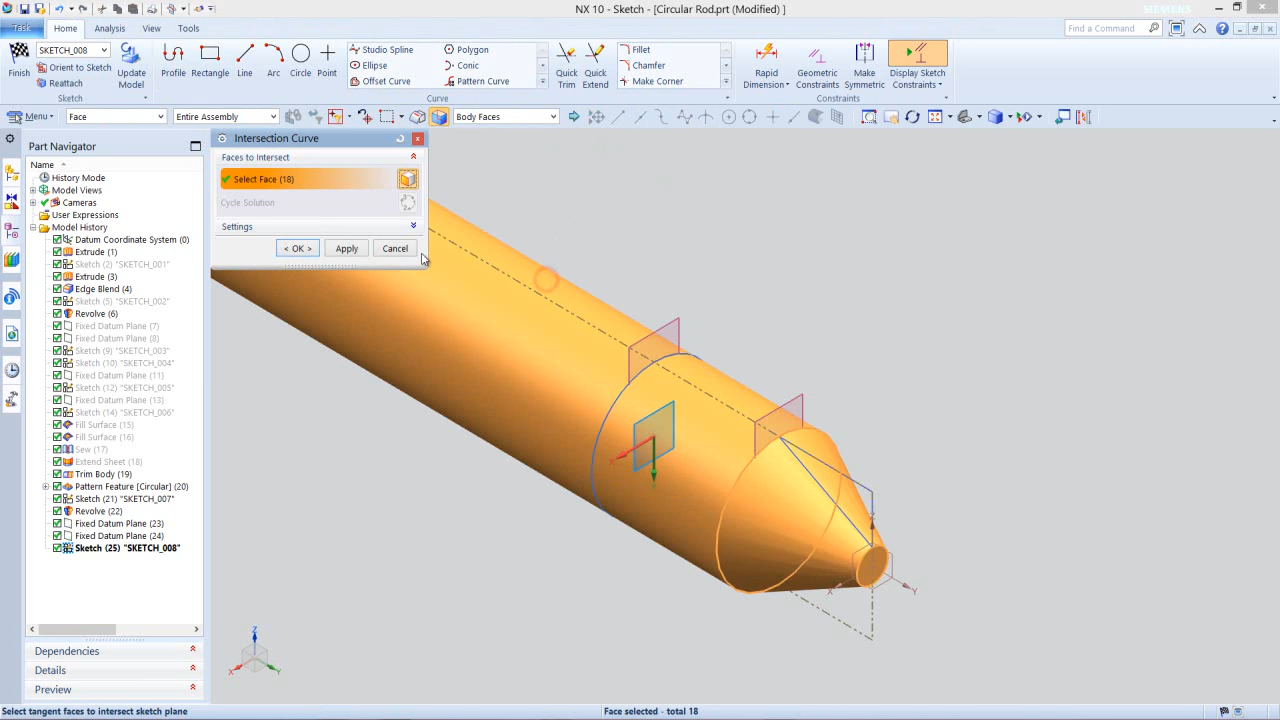 NX 10 - Sketch - [Circular Rod.prt (Modified) ]
SIEMENS
Task
Home
Analysis
View
Tools
Find a Command
SKETCH_008
Orient to Sketch
Reattach
Finish
Update Model
Sketch
Profile
Rectangle
Line
Arc
Circle
Point
Studio Spline
Ellipse
Offset Curve
Polygon
Conic
Pattern Curve
Quick Trim
Quick Extend
Fillet
Chamfer
Make Corner
Curve
Rapid Dimension
Geometric Constraints
Make Symmetric
Display Sketch Constraints
Constraints
Menu
Face
Entire Assembly
Body Faces
Part Navigator
Name
History Mode
Model Views
Cameras
User Expressions
Model History
Datum Coordinate System (0)
Extrude (1)
Sketch (2) "SKETCH_001"
Extrude (3)
Edge Blend (4)
Sketch (5) "SKETCH_002"
Revolve (6)
Fixed Datum Plane (7)
Fixed Datum Plane (8)
Sketch (9) "SKETCH_003"
Sketch (10) "SKETCH_004"
Fixed Datum Plane (11)
Sketch (12) "SKETCH_005"
Fixed Datum Plane (13)
Sketch (14) "SKETCH_006"
Fill Surface (15)
Fill Surface (16)
Sew (17)
Extend Sheet (18)
Trim Body (19)
Pattern Feature [Circular] (20)
Sketch (21) "SKETCH_007"
Revolve (22)
Fixed Datum Plane (23)
Fixed Datum Plane (24)
Sketch (25) "SKETCH_008"
Dependencies
Details
Preview
Intersection Curve
Faces to Intersect
Select Face (18)
Cycle Solution
Settings
< OK >
Apply
Cancel
X
X
Y
Z
X
Y
Select tangent faces to intersect sketch plane
Face selected - total 18